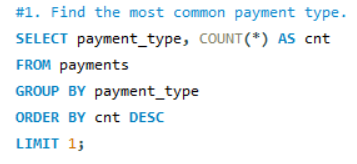 #1. Find the most common payment type.
SELECT payment_type, COUNT(*) AS cnt
FROM payments
GROUP BY payment_type
ORDER BY cnt DESC
LIMIT 1;